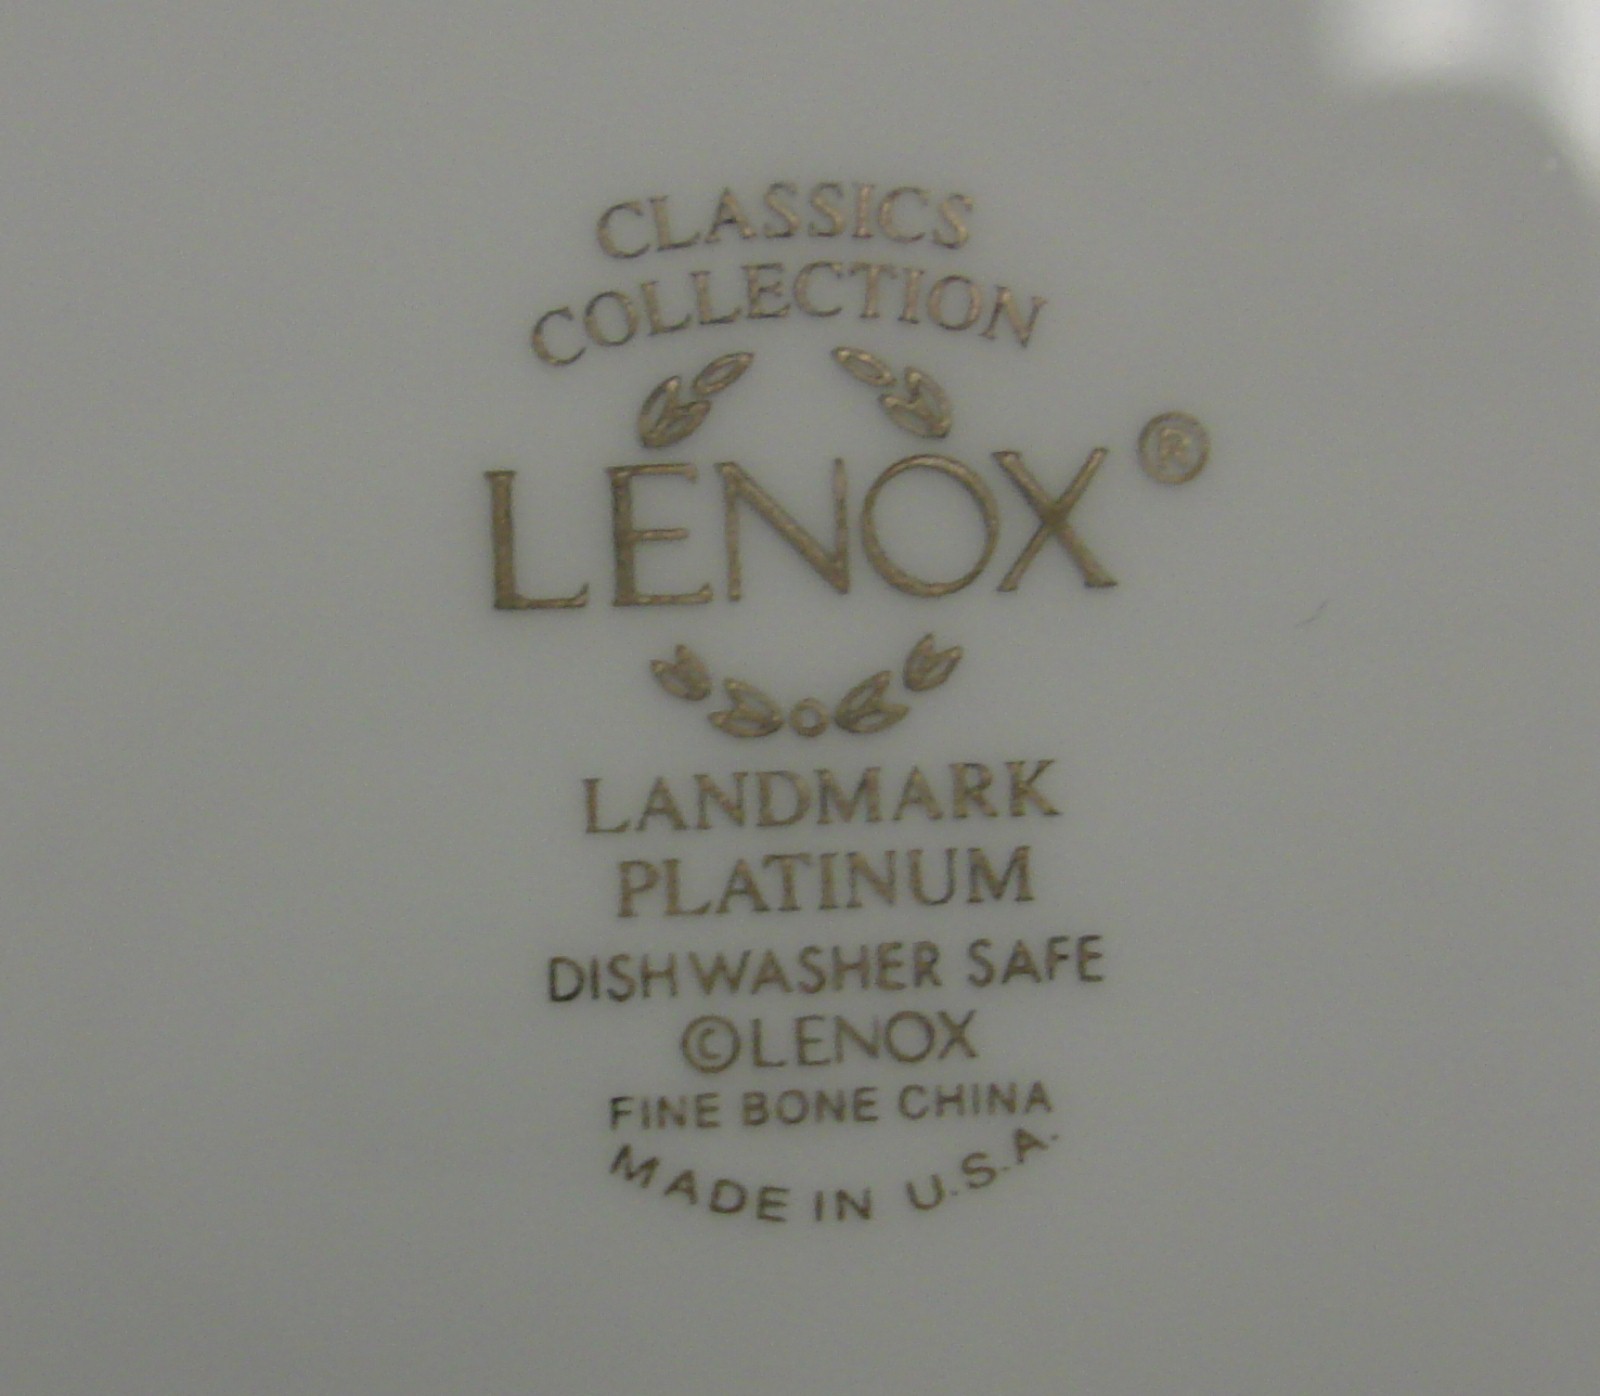 CLASSICS
COLLECTION
LENOX®
LANDMARK
PLATINUM
DISHWASHER SAFE
©LENOX
FINE BONE CHINA
MADE IN U.S.A.